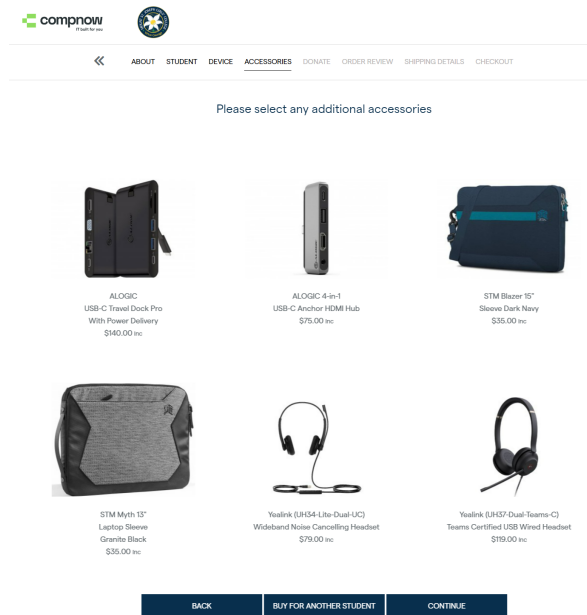 compnow
IT built for you
ABOUT STUDENT DEVICE ACCESSORIES DONATE ORDER REVIEW SHIPPING DETAILS CHECKOUT
Please select any additional accessories
ALOGIC
USB-C Travel Dock Pro
With Power Delivery
$140.00 inc
ALOGIC 4-in-1
USB-C Anchor HDMI Hub
$75.00 inc
STM Blazer 15"
Sleeve Dark Navy
$35.00 inc
STM Myth 13"
Laptop Sleeve
Granite Black
$35.00 inc
Yealink (UH34-Lite-Dual-UC)
Wideband Noise Cancelling Headset
$79.00 inc
Yealink (UH37-Dual-Teams-C)
Teams Certified USB Wired Headset
$119.00 inc
BACK
BUY FOR ANOTHER STUDENT
CONTINUE